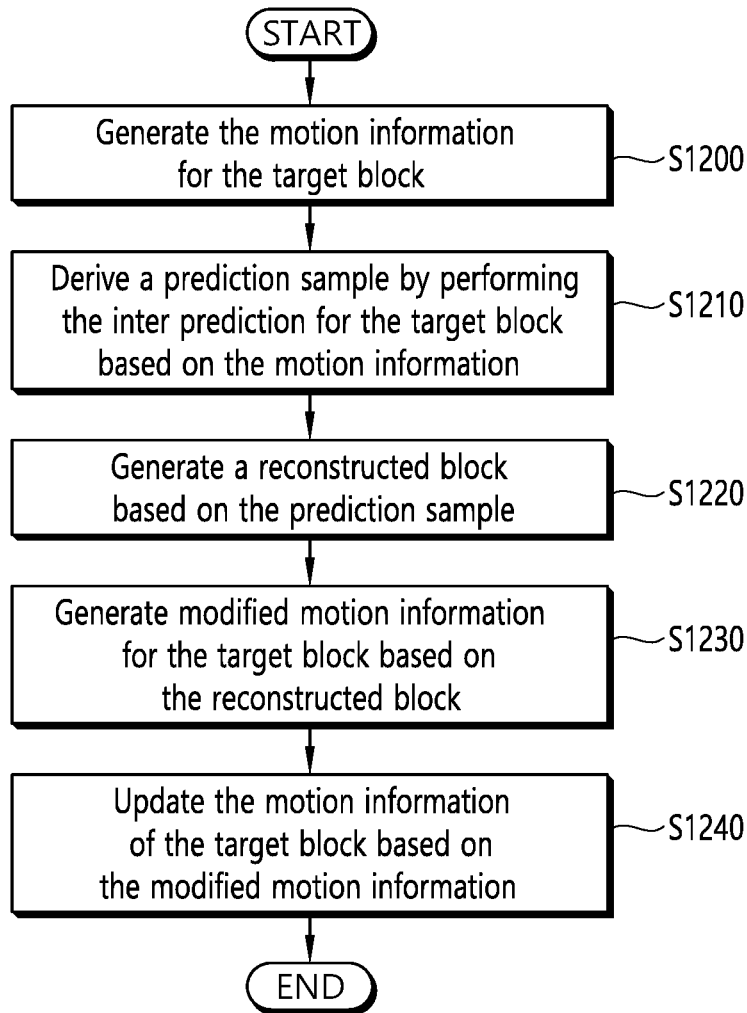 START
Generate the motion information
for the target block
S1200
Derive a prediction sample by performing
the inter prediction for the target block
based on the motion information
S1210
Generate a reconstructed block
based on the prediction sample
S1220
Generate modified motion information
for the target block based on
the reconstructed block
S1230
Update the motion information
of the target block based on
the modified motion information
S1240
END